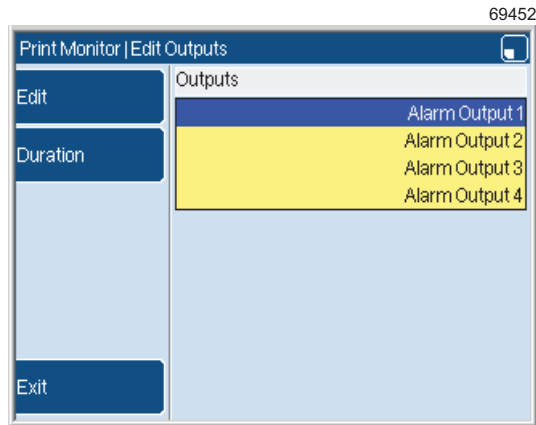 69452
Print Monitor | Edit Outputs
Edit
Duration
Exit
Outputs
Alarm Output 1
Alarm Output 2
Alarm Output 3
Alarm Output 4